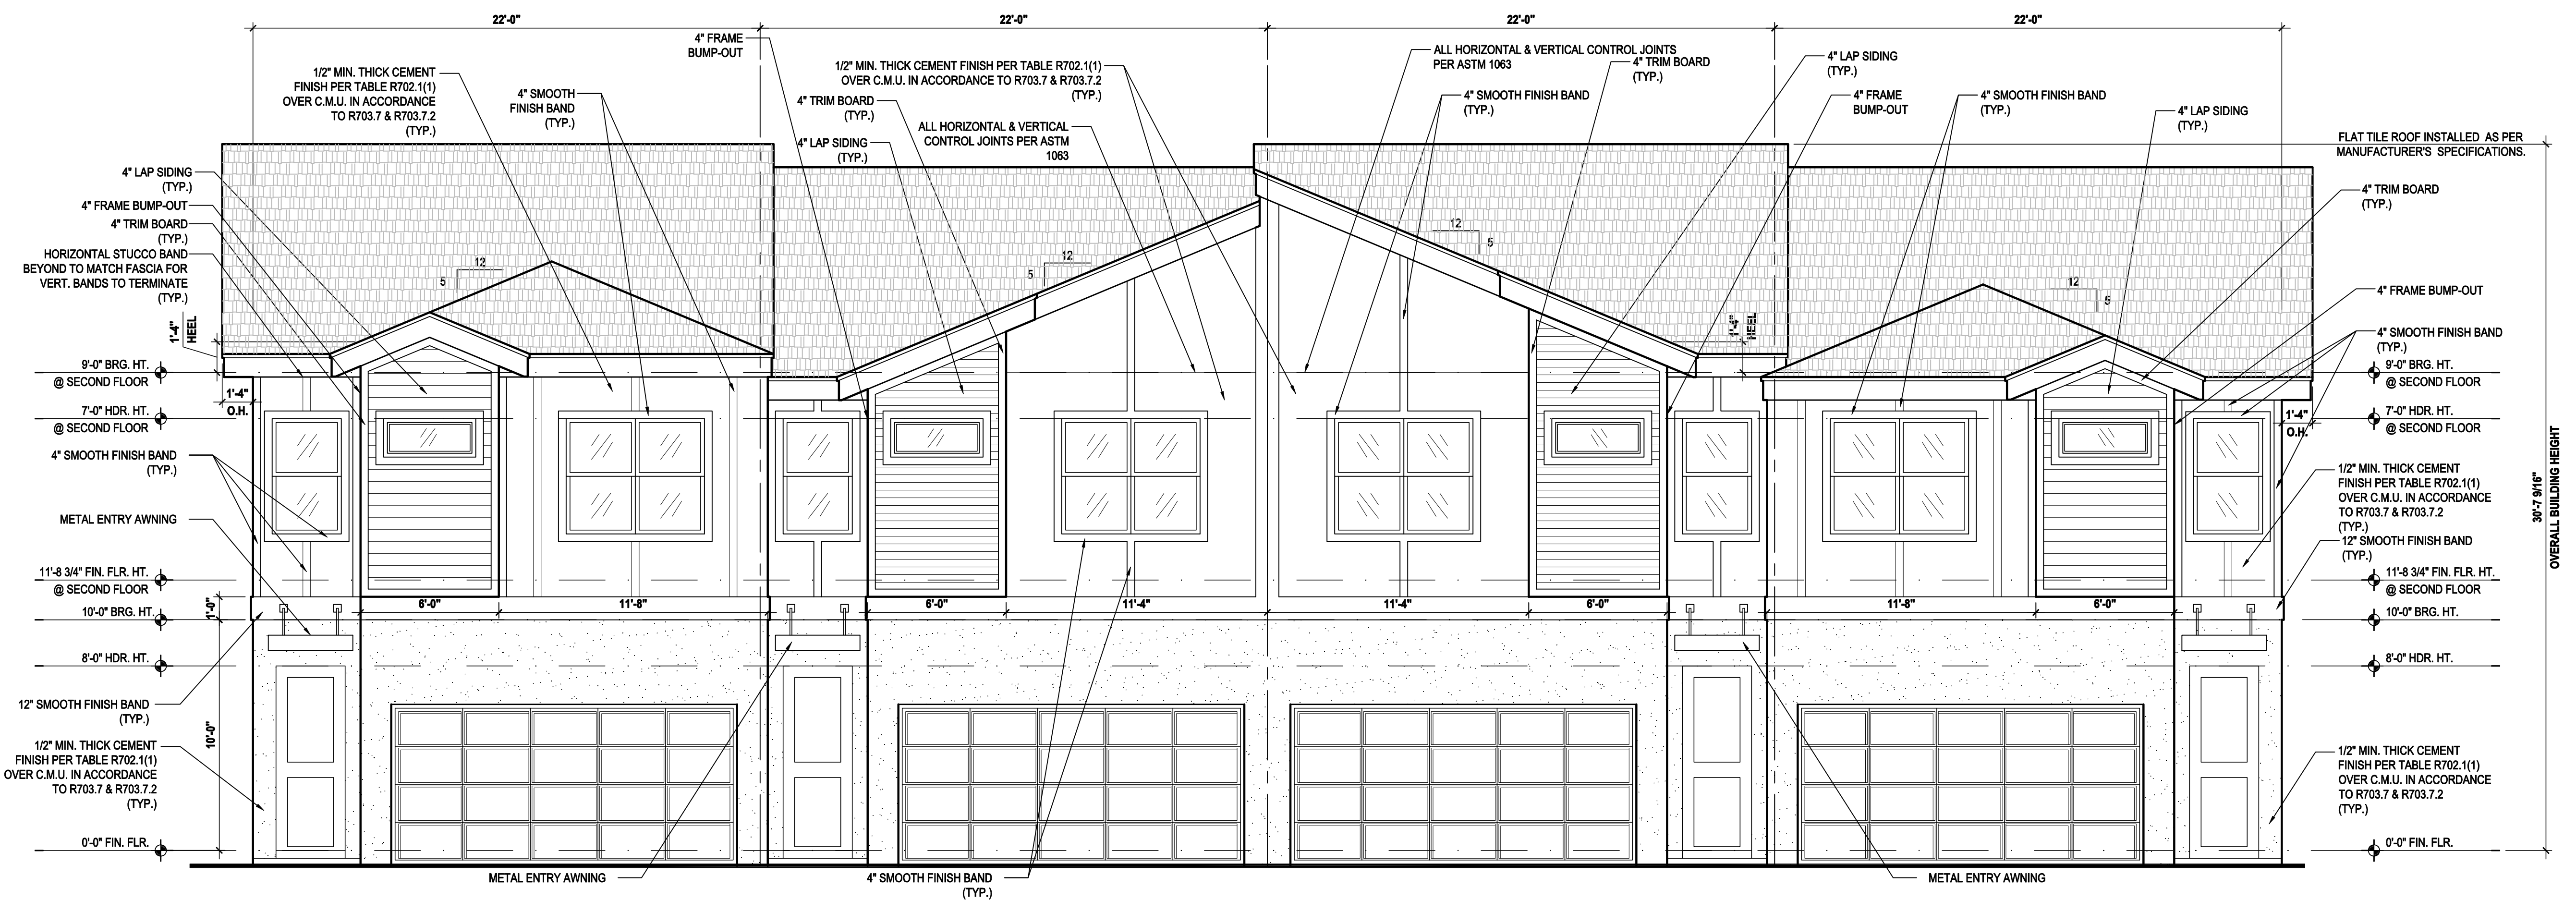 22'-0"
22'-0"
22'-0"
22'-0"
4" FRAME
BUMP-OUT
1/2" MIN. THICK CEMENT
FINISH PER TABLE R702.1(1)
OVER C.M.U. IN ACCORDANCE
TO R703.7 & R703.7.2
(TYP.)
4" SMOOTH
FINISH BAND
(TYP.)
1/2" MIN. THICK CEMENT FINISH PER TABLE R702.1(1)
OVER C.M.U. IN ACCORDANCE TO R703.7 & R703.7.2
(TYP.)
4" TRIM BOARD
(TYP.)
ALL HORIZONTAL & VERTICAL
CONTROL JOINTS PER ASTM
1063
4" LAP SIDING
(TYP.)
ALL HORIZONTAL & VERTICAL CONTROL JOINTS
PER ASTM 1063
4" TRIM BOARD
(TYP.)
4" SMOOTH FINISH BAND
(TYP.)
4" LAP SIDING
(TYP.)
4" FRAME
BUMP-OUT
4" SMOOTH FINISH BAND
(TYP.)
4" LAP SIDING
(TYP.)
FLAT TILE ROOF INSTALLED AS PER
MANUFACTURER'S SPECIFICATIONS.
4" LAP SIDING
(TYP.)
4" FRAME BUMP-OUT
4" TRIM BOARD
(TYP.)
HORIZONTAL STUCCO BAND
BEYOND TO MATCH FASCIA FOR
VERT. BANDS TO TERMINATE
(TYP.)
1'-4"
HEEL
9'-0" BRG. HT.
@ SECOND FLOOR
1'-4"
O.H.
7'-0" HDR. HT.
@ SECOND FLOOR
4" SMOOTH FINISH BAND
(TYP.)
METAL ENTRY AWNING
11'-8 3/4" FIN. FLR. HT.
@ SECOND FLOOR
10'-0" BRG. HT.
1'-0"
8'-0" HDR. HT.
12" SMOOTH FINISH BAND
(TYP.)
10'-0"
1/2" MIN. THICK CEMENT
FINISH PER TABLE R702.1(1)
OVER C.M.U. IN ACCORDANCE
TO R703.7 & R703.7.2
(TYP.)
0'-0" FIN. FLR.
12
5
12
5
12
5
12
5
1'-4"
HEEL
6'-0"
11'-8"
6'-0"
11'-4"
11'-4"
6'-0"
11'-8"
6'-0"
METAL ENTRY AWNING
4" SMOOTH FINISH BAND
(TYP.)
METAL ENTRY AWNING
4" TRIM BOARD
(TYP.)
4" FRAME BUMP-OUT
4" SMOOTH FINISH BAND
(TYP.)
9'-0" BRG. HT.
@ SECOND FLOOR
1'-4"
O.H.
7'-0" HDR. HT.
@ SECOND FLOOR
1/2" MIN. THICK CEMENT
FINISH PER TABLE R702.1(1)
OVER C.M.U. IN ACCORDANCE
TO R703.7 & R703.7.2
(TYP.)
12" SMOOTH FINISH BAND
(TYP.)
11'-8 3/4" FIN. FLR. HT.
@ SECOND FLOOR
10'-0" BRG. HT.
8'-0" HDR. HT.
1/2" MIN. THICK CEMENT
FINISH PER TABLE R702.1(1)
OVER C.M.U. IN ACCORDANCE
TO R703.7 & R703.7.2
(TYP.)
0'-0" FIN. FLR.
30'-7 9/16"
OVERALL BUILDING HEIGHT